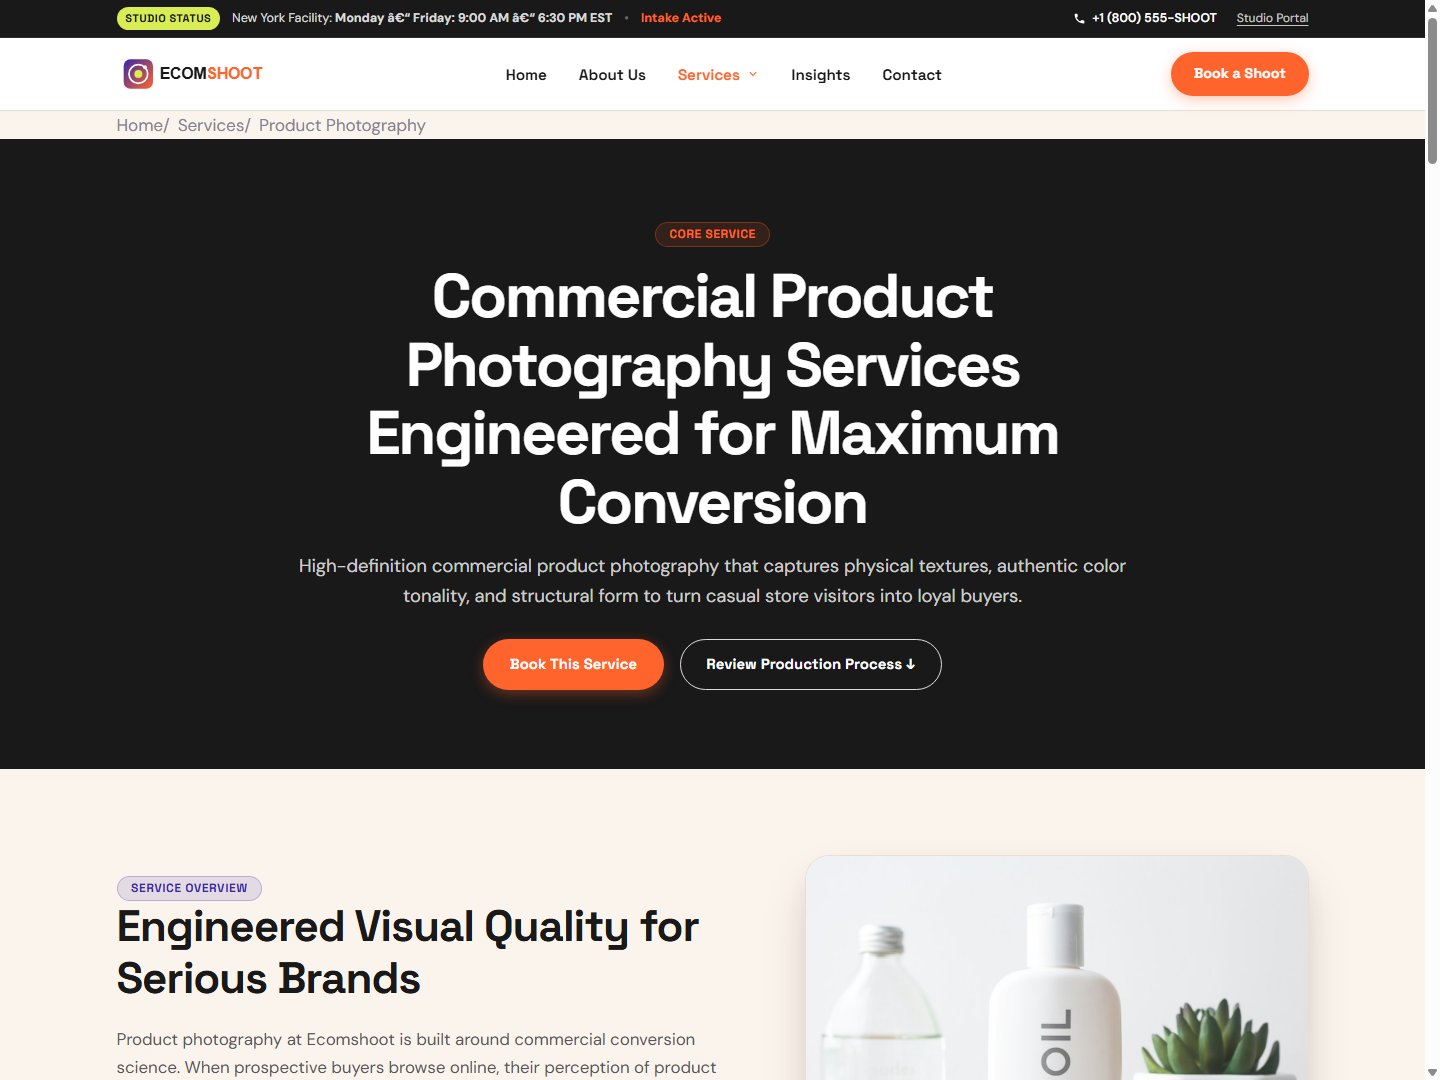 STUDIO STATUS New York Facility: Monday â€“ Friday: 9:00 AM â€“ 6:30 PM EST • Intake Active +1 (800) 555-SHOOT Studio Portal
ECOMSHOOT Home About Us Services Insights Contact Book a Shoot
Home/ Services/ Product Photography
CORE SERVICE
Commercial Product
Photography Services
Engineered for Maximum
Conversion
High-definition commercial product photography that captures physical textures, authentic color
tonality, and structural form to turn casual store visitors into loyal buyers.
Book This Service Review Production Process ↓
SERVICE OVERVIEW
Engineered Visual Quality for
Serious Brands
Product photography at Ecomshoot is built around commercial conversion
science. When prospective buyers browse online, their perception of product
OIL